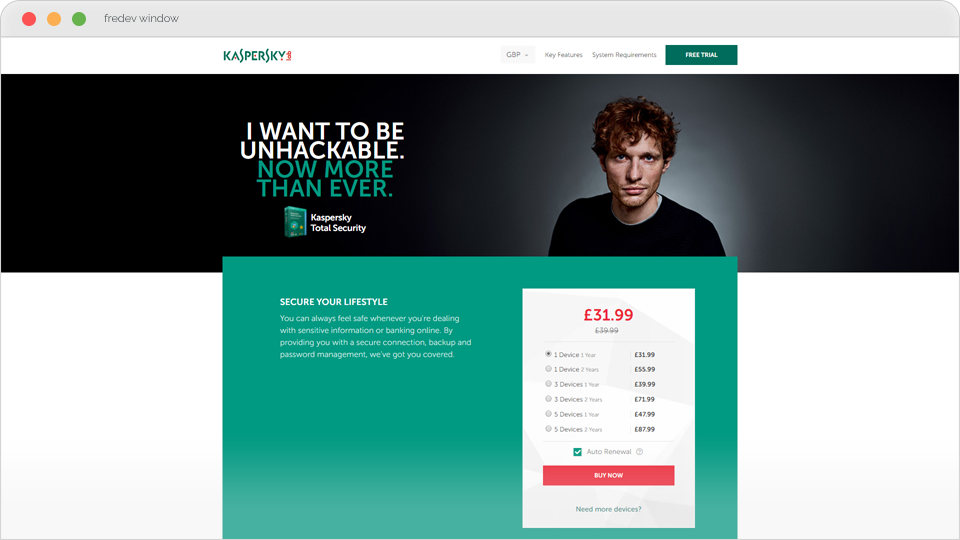 fredev window
KASPERSKY lab
GBP
Key Features
System Requirements
FREE TRIAL
I WANT TO BE
UNHACKABLE.
NOW MORE
THAN EVER.
Kaspersky
Total Security
SECURE YOUR LIFESTYLE
You can always feel safe whenever you're dealing
with sensitive information or banking online. By
providing you with a secure connection, backup and
password management, we've got you covered.
£31.99
£39.99
1 Device 1 Year £31.99
1 Device 2 Years £55.99
3 Devices 1 Year £39.99
3 Devices 2 Years £71.99
5 Devices 1 Year £47.99
5 Devices 2 Years £87.99
Auto Renewal ?
BUY NOW
Need more devices?